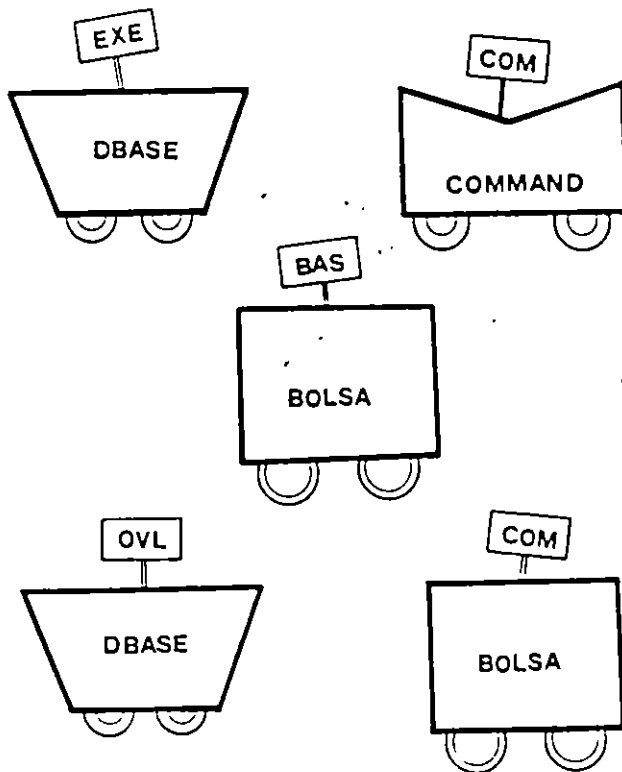 EXE
DBASE
COM
COMMAND
BAS
BOLSA
OVL
DBASE
COM
BOLSA